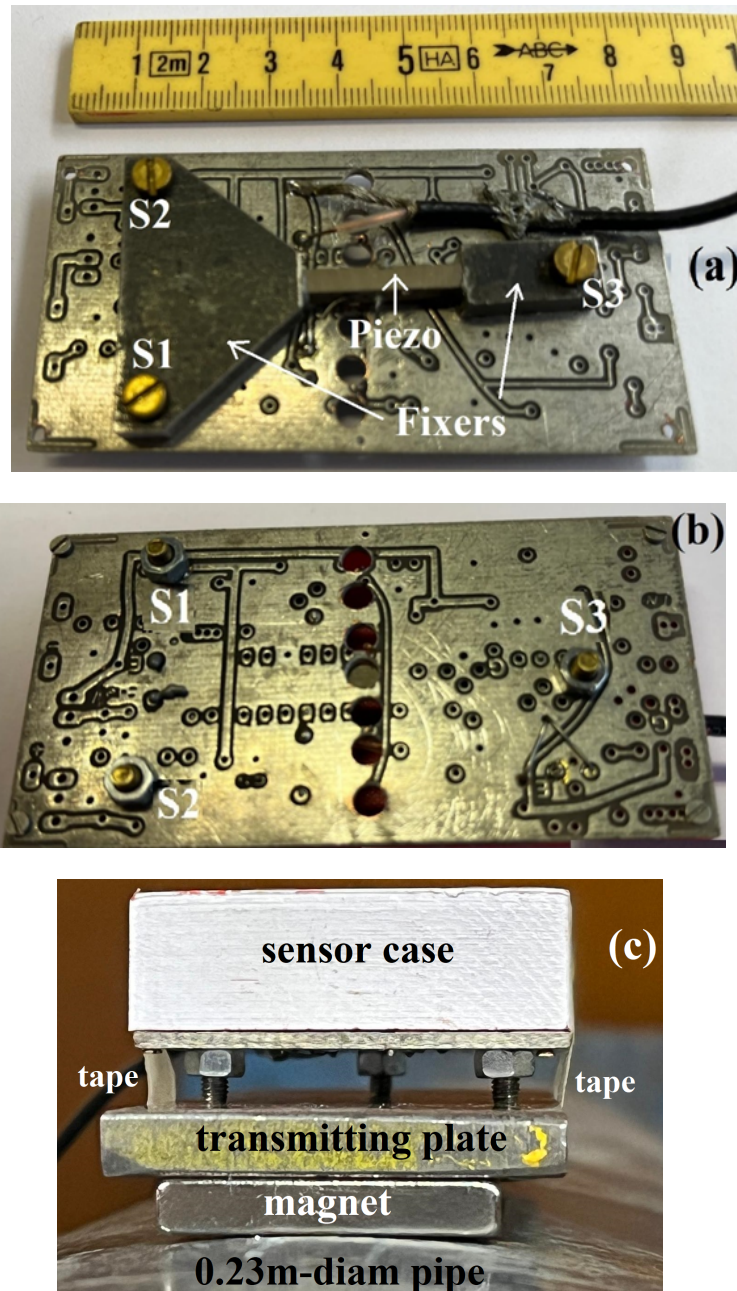 1 2m 2 3 4 5 HA 6 ABC 7 8 9 1
S2
(a)
S3
S1
Piezo
Fixers
(b)
S1
S3
S2
(c)
sensor case
tape
tape
transmitting plate
magnet
0.23m-diam pipe